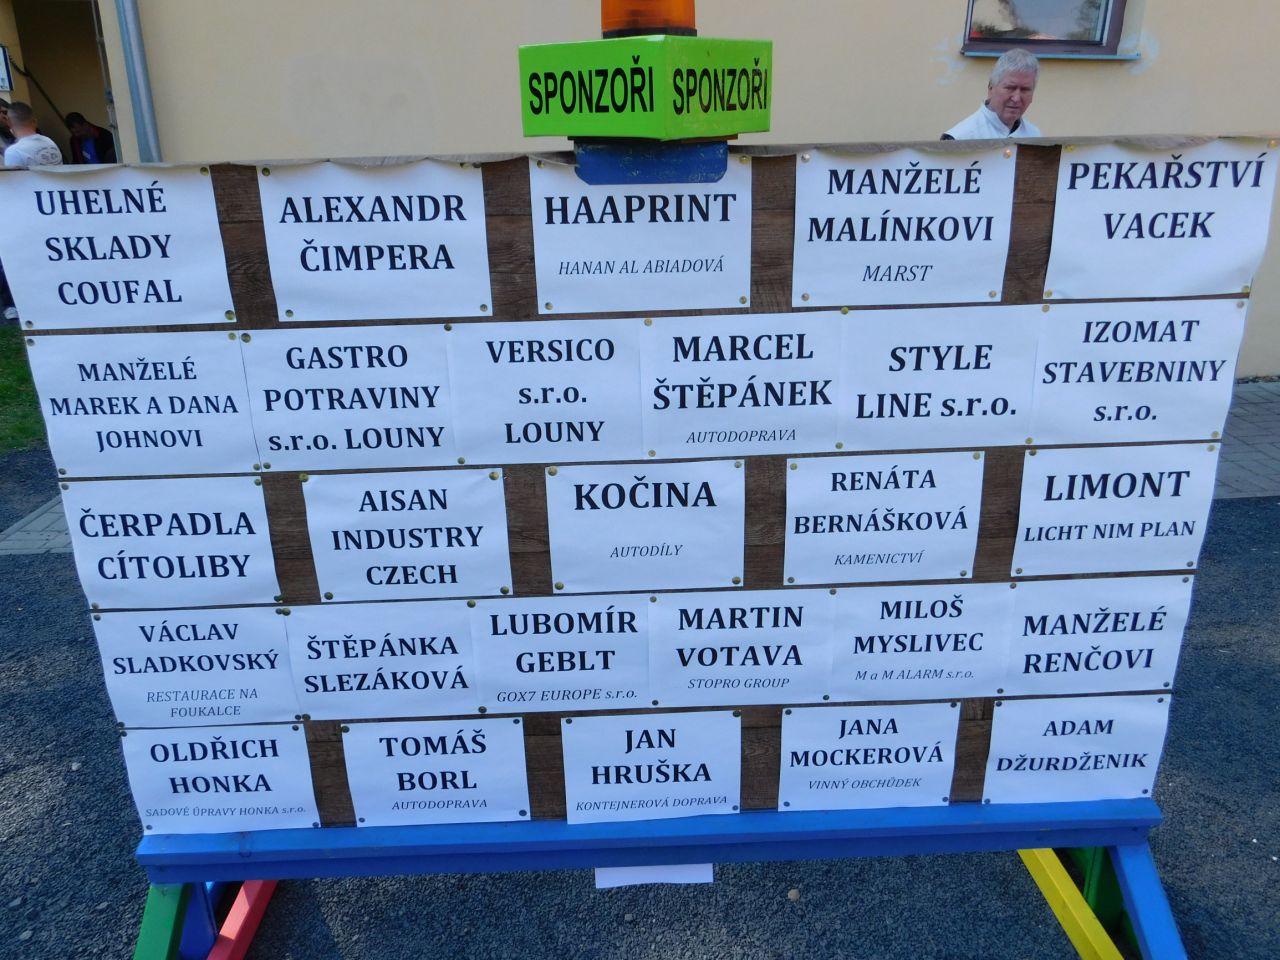 SPONZOŘI SPONZOŘI
UHELNÉ
SKLADY
COUFAL
ALEXANDR
ČIMPERA
HAAPRINT
HANAN AL ABIADOVÁ
MANŽELÉ
MALÍNKOVI
MARST
PEKAŘSTVÍ
VACEK
MANŽELÉ
MAREK A DANA
JOHNOVI
GASTRO
POTRAVINY
s.r.o. LOUNY
VERSICO
s.r.o.
LOUNY
MARCEL
ŠTĚPÁNEK
AUTODOPRAVA
STYLE
LINE s.r.o.
IZOMAT
STAVEBNINY
s.r.o.
ČERPADLA
CÍTOLIBY
AISAN
INDUSTRY
CZECH
KOČINA
AUTODÍLY
RENÁTA
BERNÁŠKOVÁ
KAMENICTVÍ
LIMONT
LICHT NIM PLAN
VÁCLAV
SLADKOVSKÝ
RESTAURACE NA
FOUKALCE
ŠTĚPÁNKA
SLEZÁKOVÁ
LUBOMÍR
GEBLT
GOX7 EUROPE s.r.o.
MARTIN
VOTAVA
STOPRO GROUP
MILOŠ
MYSLIVEC
M a M ALARM s.r.o.
MANŽELÉ
RENČOVI
OLDŘICH
HONKA
SADOVÉ ÚPRAVY HONKA s.r.o.
TOMÁŠ
BORL
AUTODOPRAVA
JAN
HRUŠKA
KONTEJNEROVÁ DOPRAVA
JANA
MOCKEROVÁ
VINNÝ OBCHŮDEK
ADAM
DŽURDŽENIK